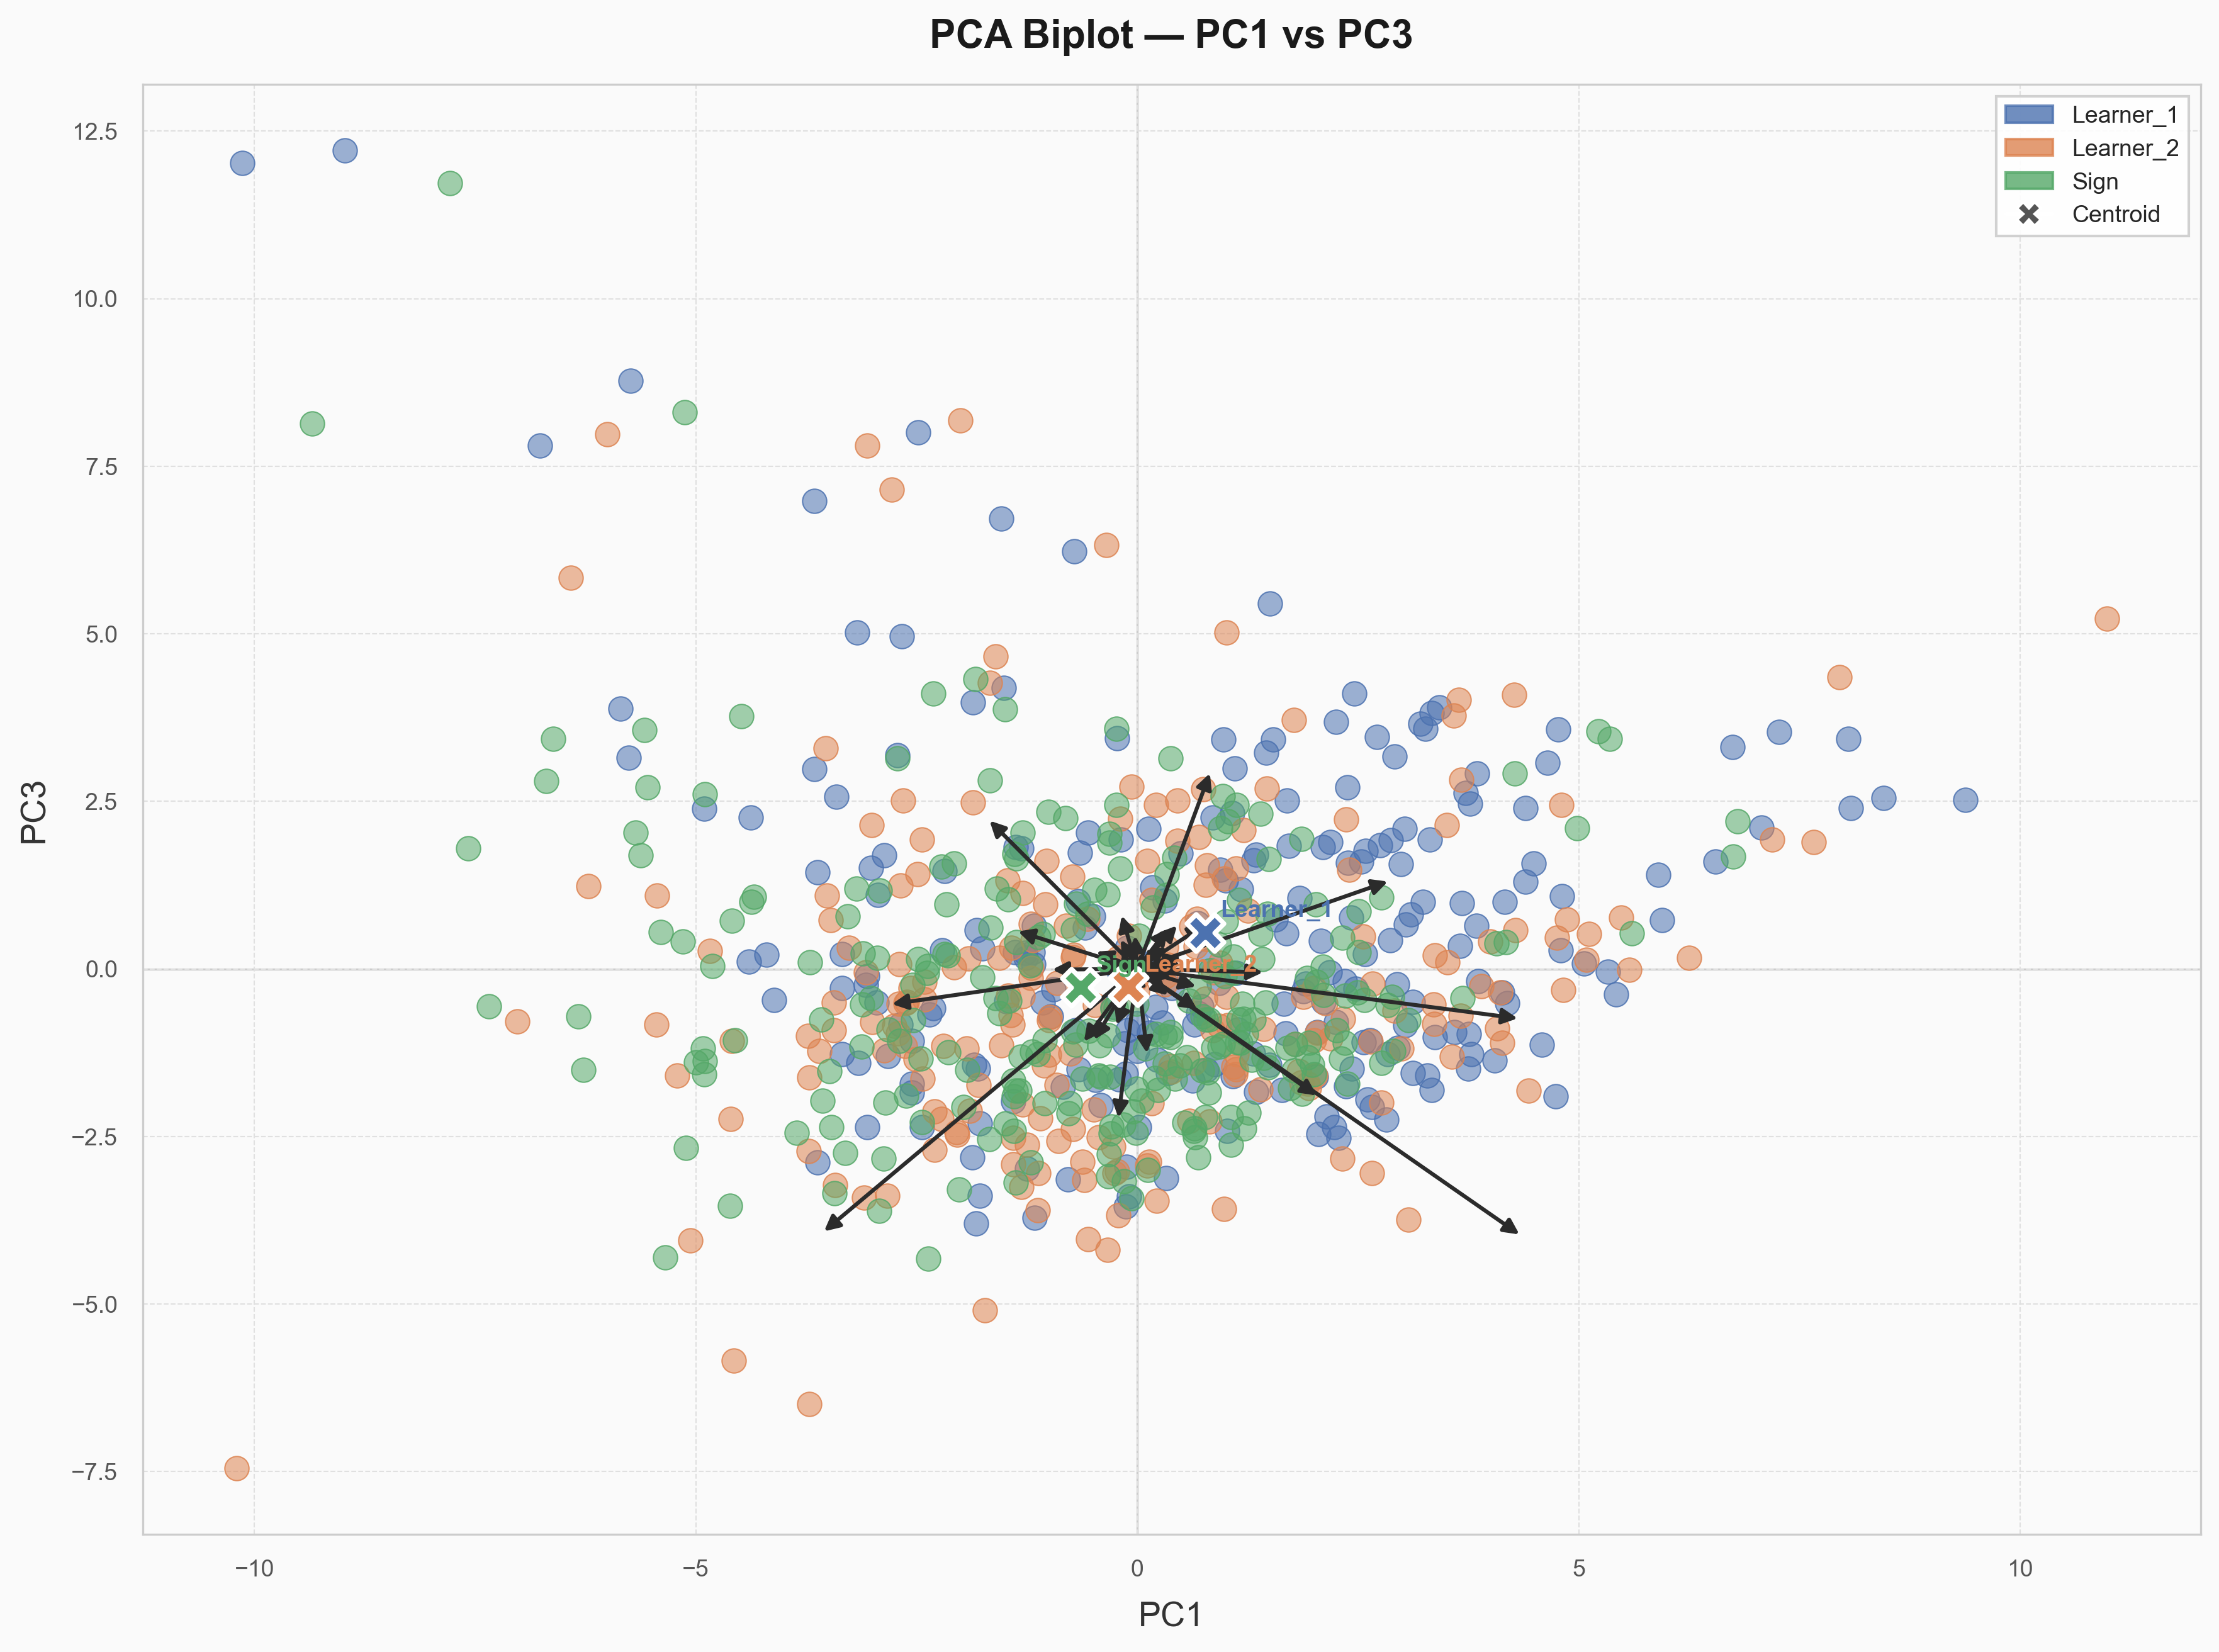 PCA Biplot — PC1 vs PC3
Learner_1
Learner_2
Sign
Centroid
12.5
10.0
7.5
5.0
2.5
0.0
−2.5
−5.0
−7.5
PC3
Learner_1
Sign
Learner_2
−10
−5
0
5
10
PC1